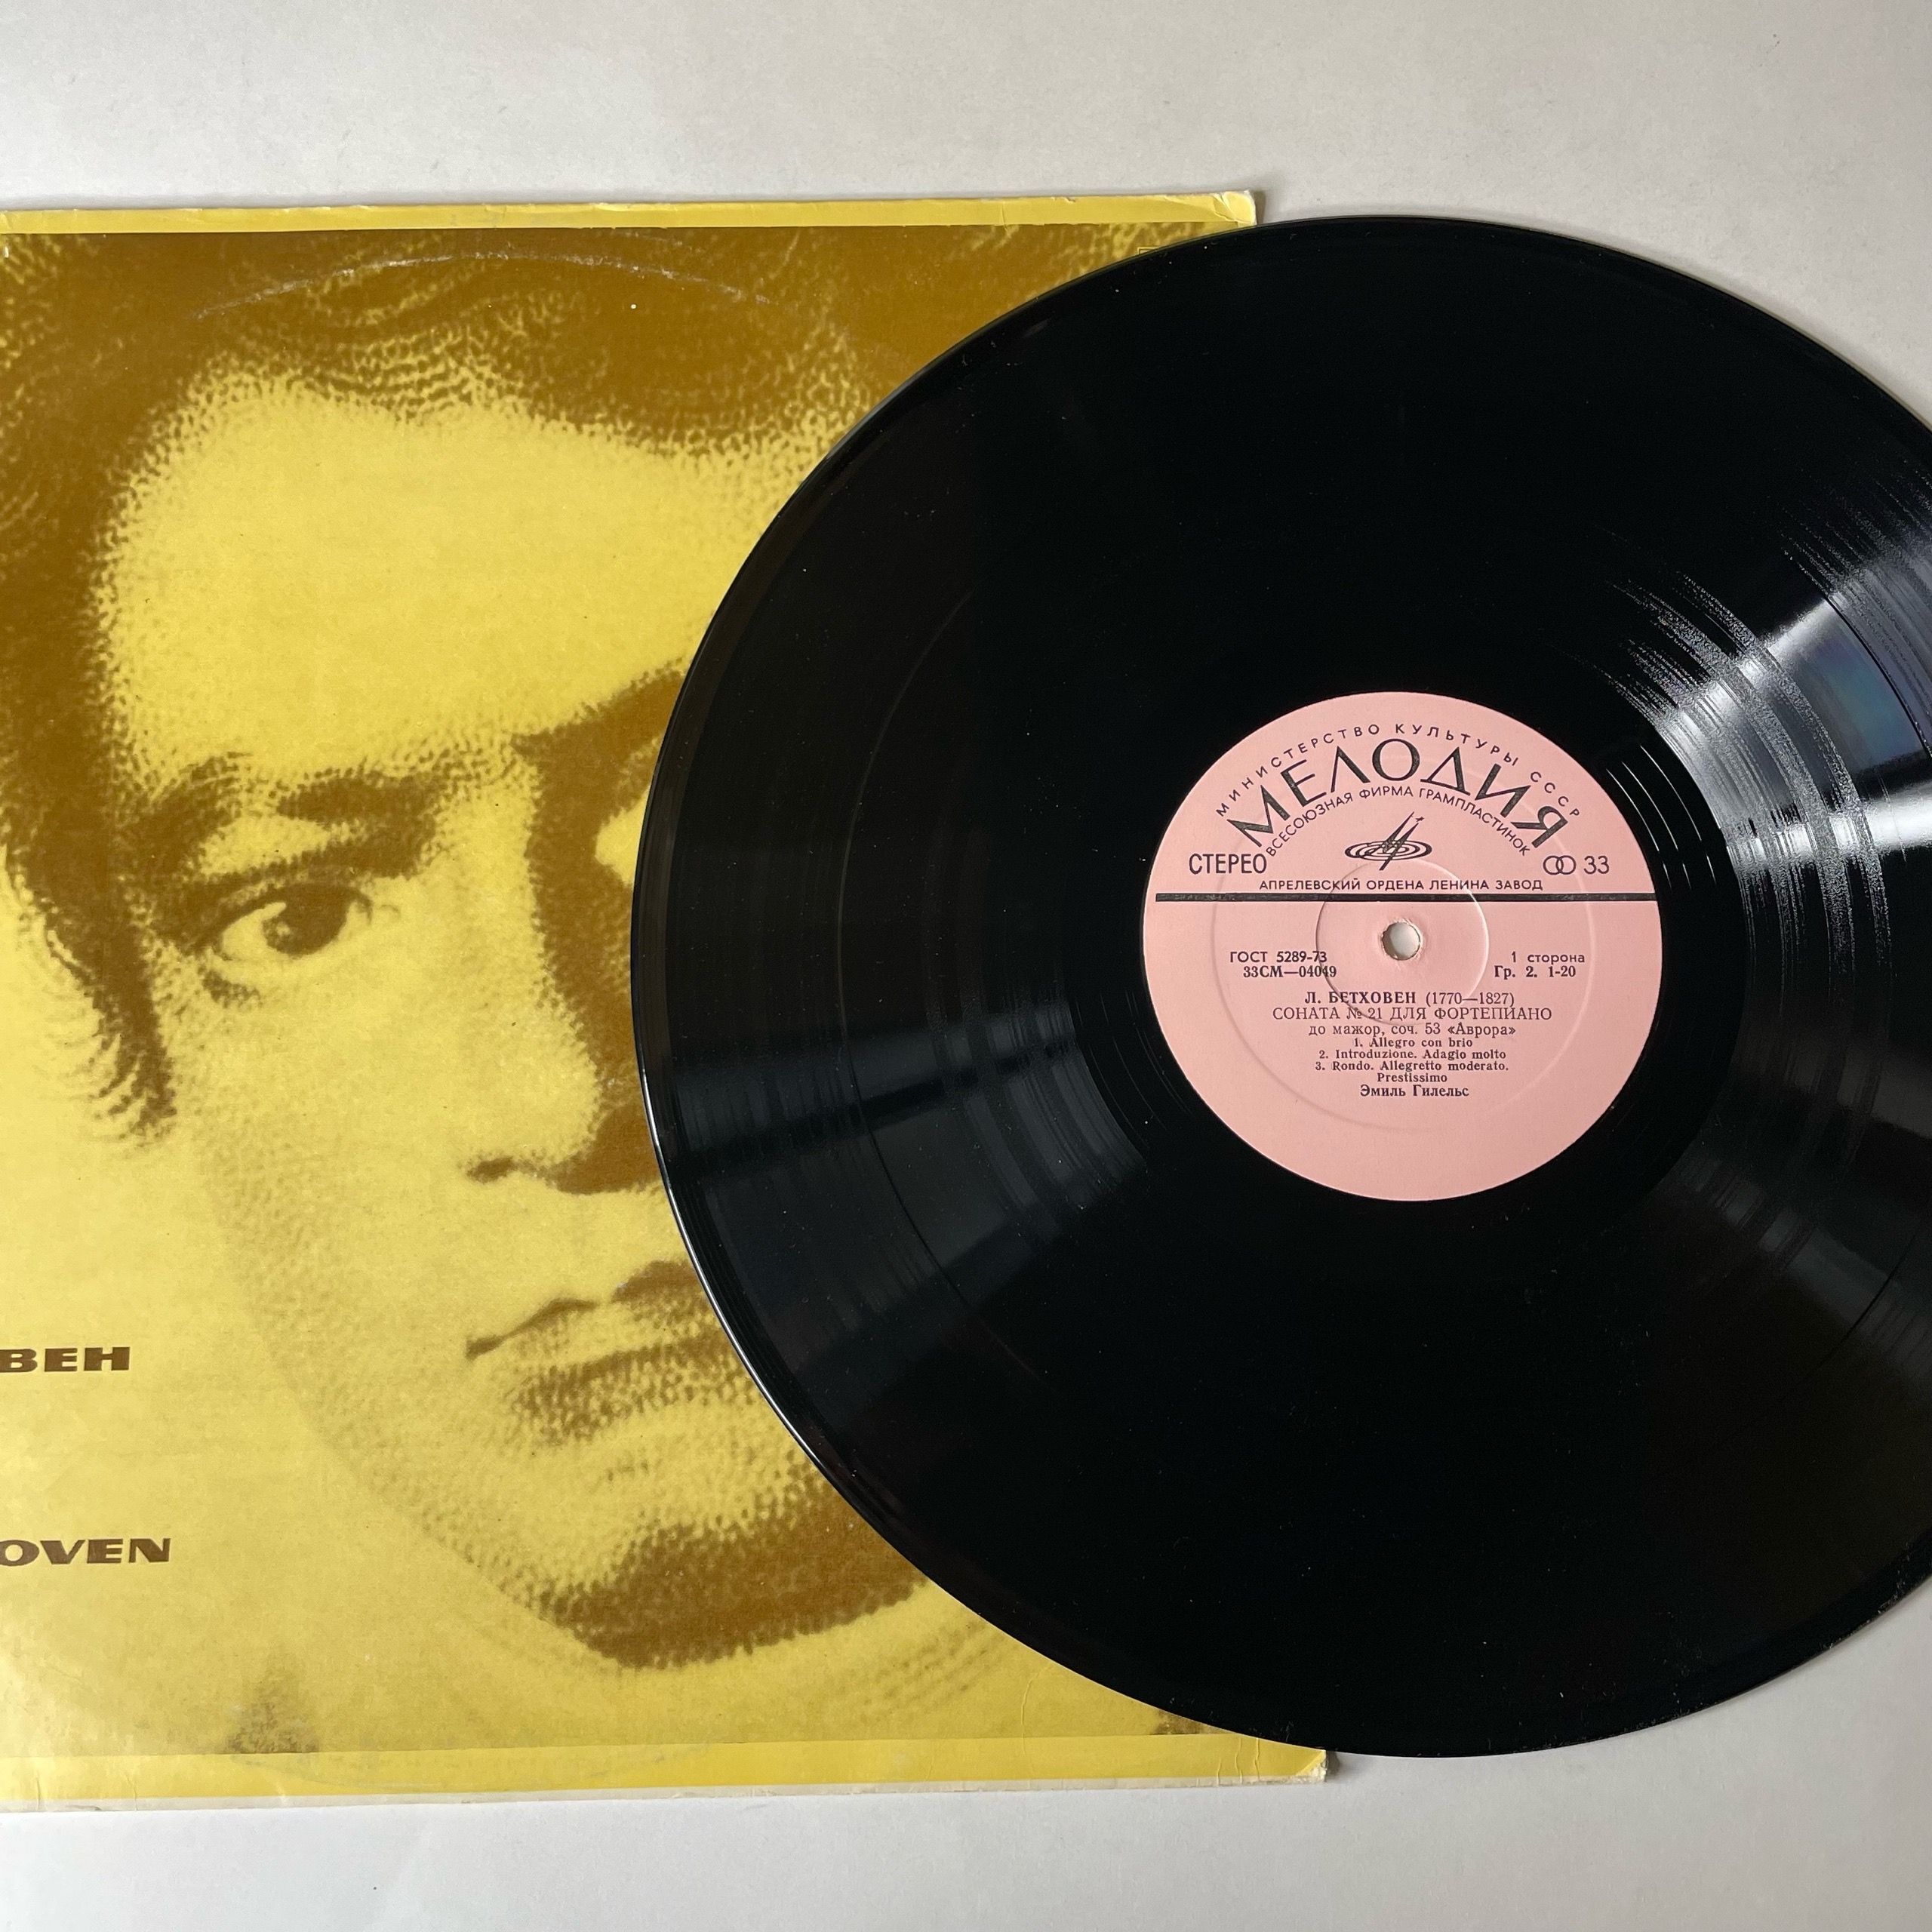 ВЕН
OVEN
МИНИСТЕРСТВО КУЛЬТУРЫ СССР
МЕЛОДИЯ
ВСЕСОЮЗНАЯ ФИРМА ГРАМПЛАСТИНОК
СТЕРЕО
33
АПРЕЛЕВСКИЙ ОРДЕНА ЛЕНИНА ЗАВОД
ГОСТ 5289-73
1 сторона
33СМ—04049
Гр. 2. 1-20
Л. БЕТХОВЕН (1770—1827)
СОНАТА № 21 ДЛЯ ФОРТЕПИАНО
до мажор, соч. 53 «Аврора»
1. Allegro con brio
2. Introduzione. Adagio molto
3. Rondo. Allegretto moderato.
Prestissimo
Эмиль Гилельс